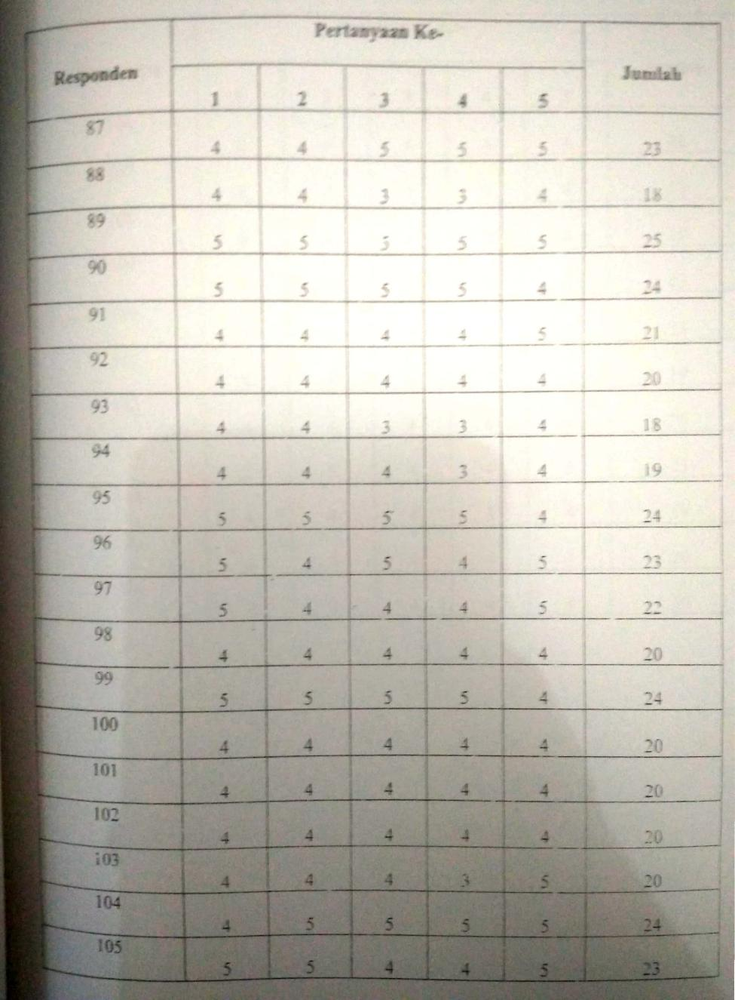 Pertanyaan Ke-
Responden Jumlah
1 2 3 4 5
87 4 4 5 5 5 23
88 4 4 3 3 4 18
89 5 5 5 5 5 25
90 5 5 5 5 4 24
91 4 4 4 4 5 21
92 4 4 4 4 4 20
93 4 4 3 3 4 18
94 4 4 4 3 4 19
95 5 5 5 5 4 24
96 5 4 5 4 5 23
97 5 4 4 4 5 22
98 4 4 4 4 4 20
99 5 5 5 5 4 24
100 4 4 4 4 4 20
101 4 4 4 4 4 20
102 4 4 4 4 4 20
103 4 4 4 3 5 20
104 4 5 5 5 5 24
105 5 5 4 4 5 23